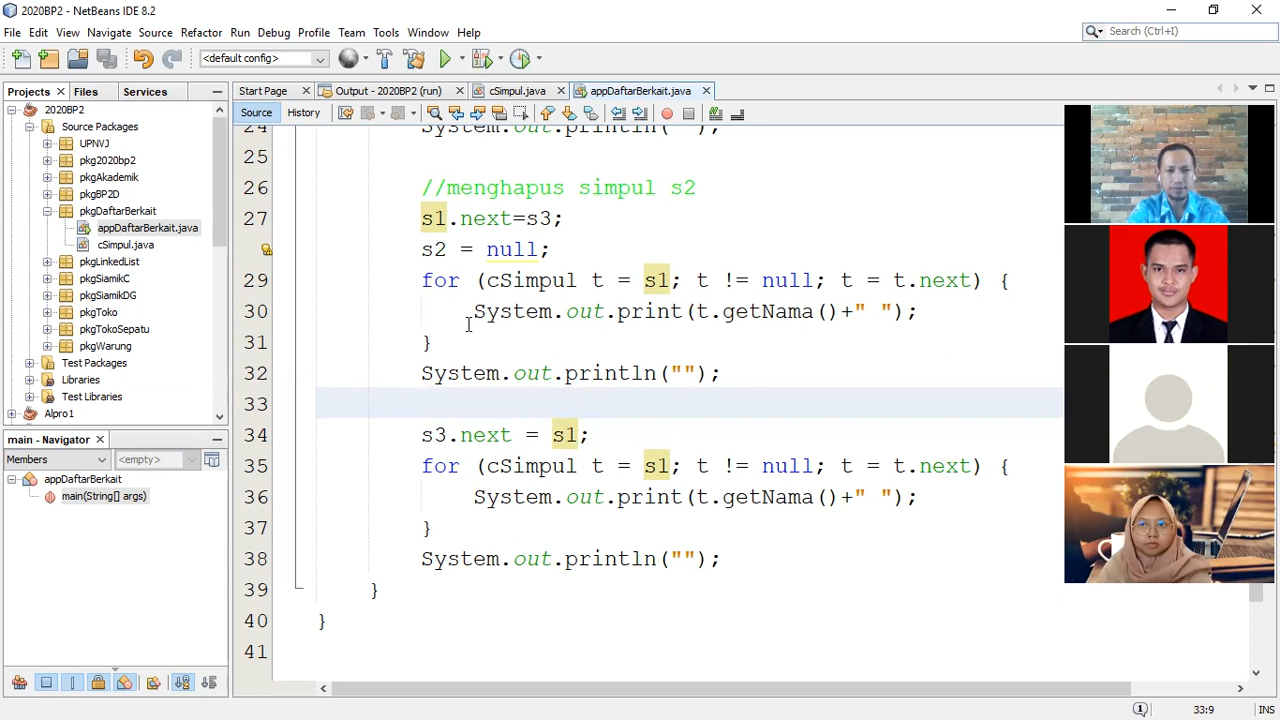 2020BP2 - NetBeans IDE 8.2
File Edit View Navigate Source Refactor Run Debug Profile Team Tools Window Help
Search (Ctrl+I)
<default config>
Projects Files Services
Start Page Output - 2020BP2 (run) cSimpul.java appDaftarBerkait.java
Source History
2020BP2
Source Packages
UPNVJ
pkg2020bp2
pkgAkademik
pkgBP2D
pkgDaftarBerkait
appDaftarBerkait.java
cSimpul.java
pkgLinkedList
pkgSiamikC
pkgSiamikDG
pkgToko
pkgTokoSepatu
pkgWarung
Test Packages
Libraries
Test Libraries
Alpro1
main - Navigator
Members <empty>
appDaftarBerkait
main(String[] args)
24 System.out.println(" ");
25
26 //menghapus simpul s2
27 s1.next=s3;
s2 = null;
29 for (cSimpul t = s1; t != null; t = t.next) {
30 System.out.print(t.getNama()+" ");
31 }
32 System.out.println("");
33
34 s3.next = s1;
35 for (cSimpul t = s1; t != null; t = t.next) {
36 System.out.print(t.getNama()+" ");
37 }
38 System.out.println("");
39 }
40 }
41
1 33:9 INS